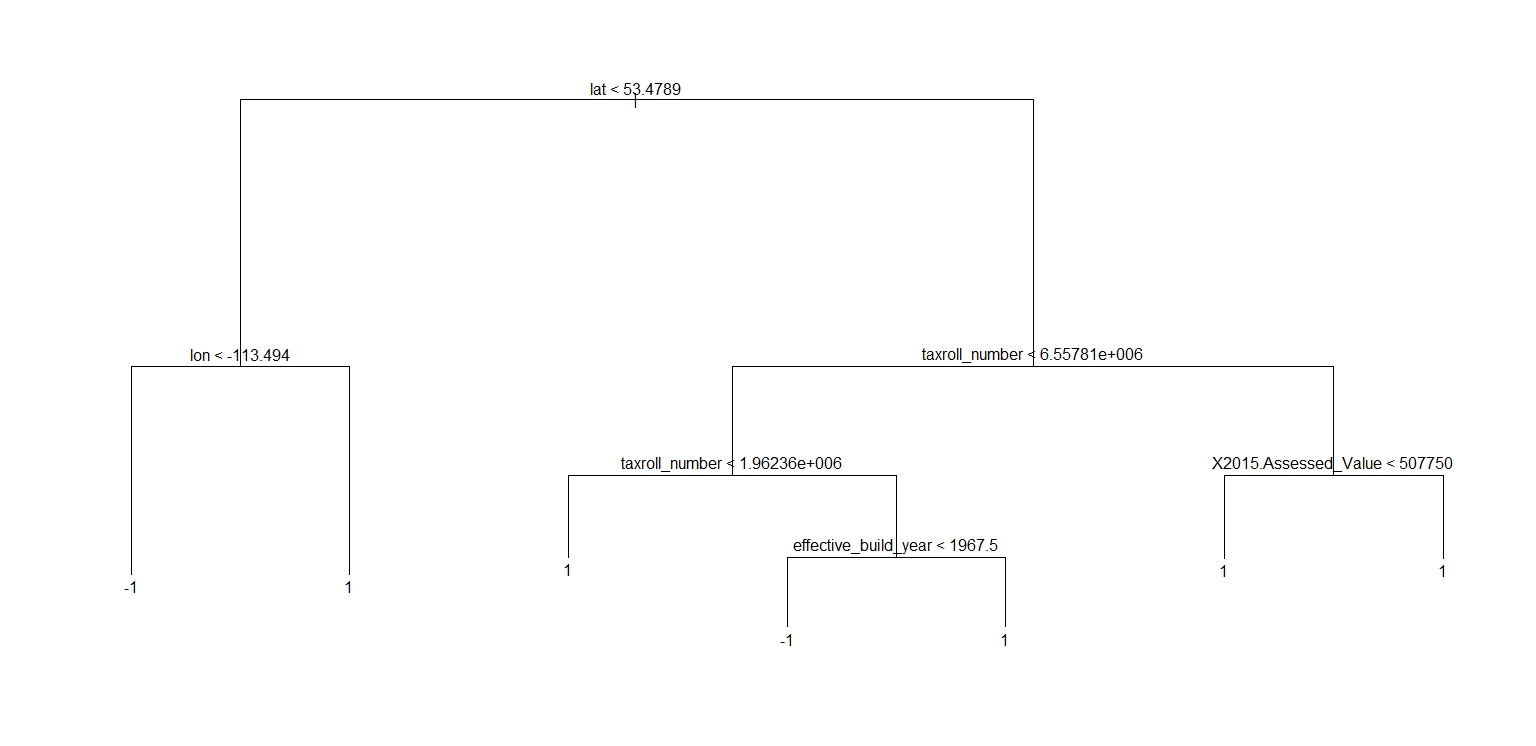 lat < 53.4789
lon < -113.494
taxroll_number < 6.55781e+006
taxroll_number < 1.96236e+006
X2015.Assessed_Value < 507750
effective_build_year < 1967.5
1
1
1
-1
1
-1
1